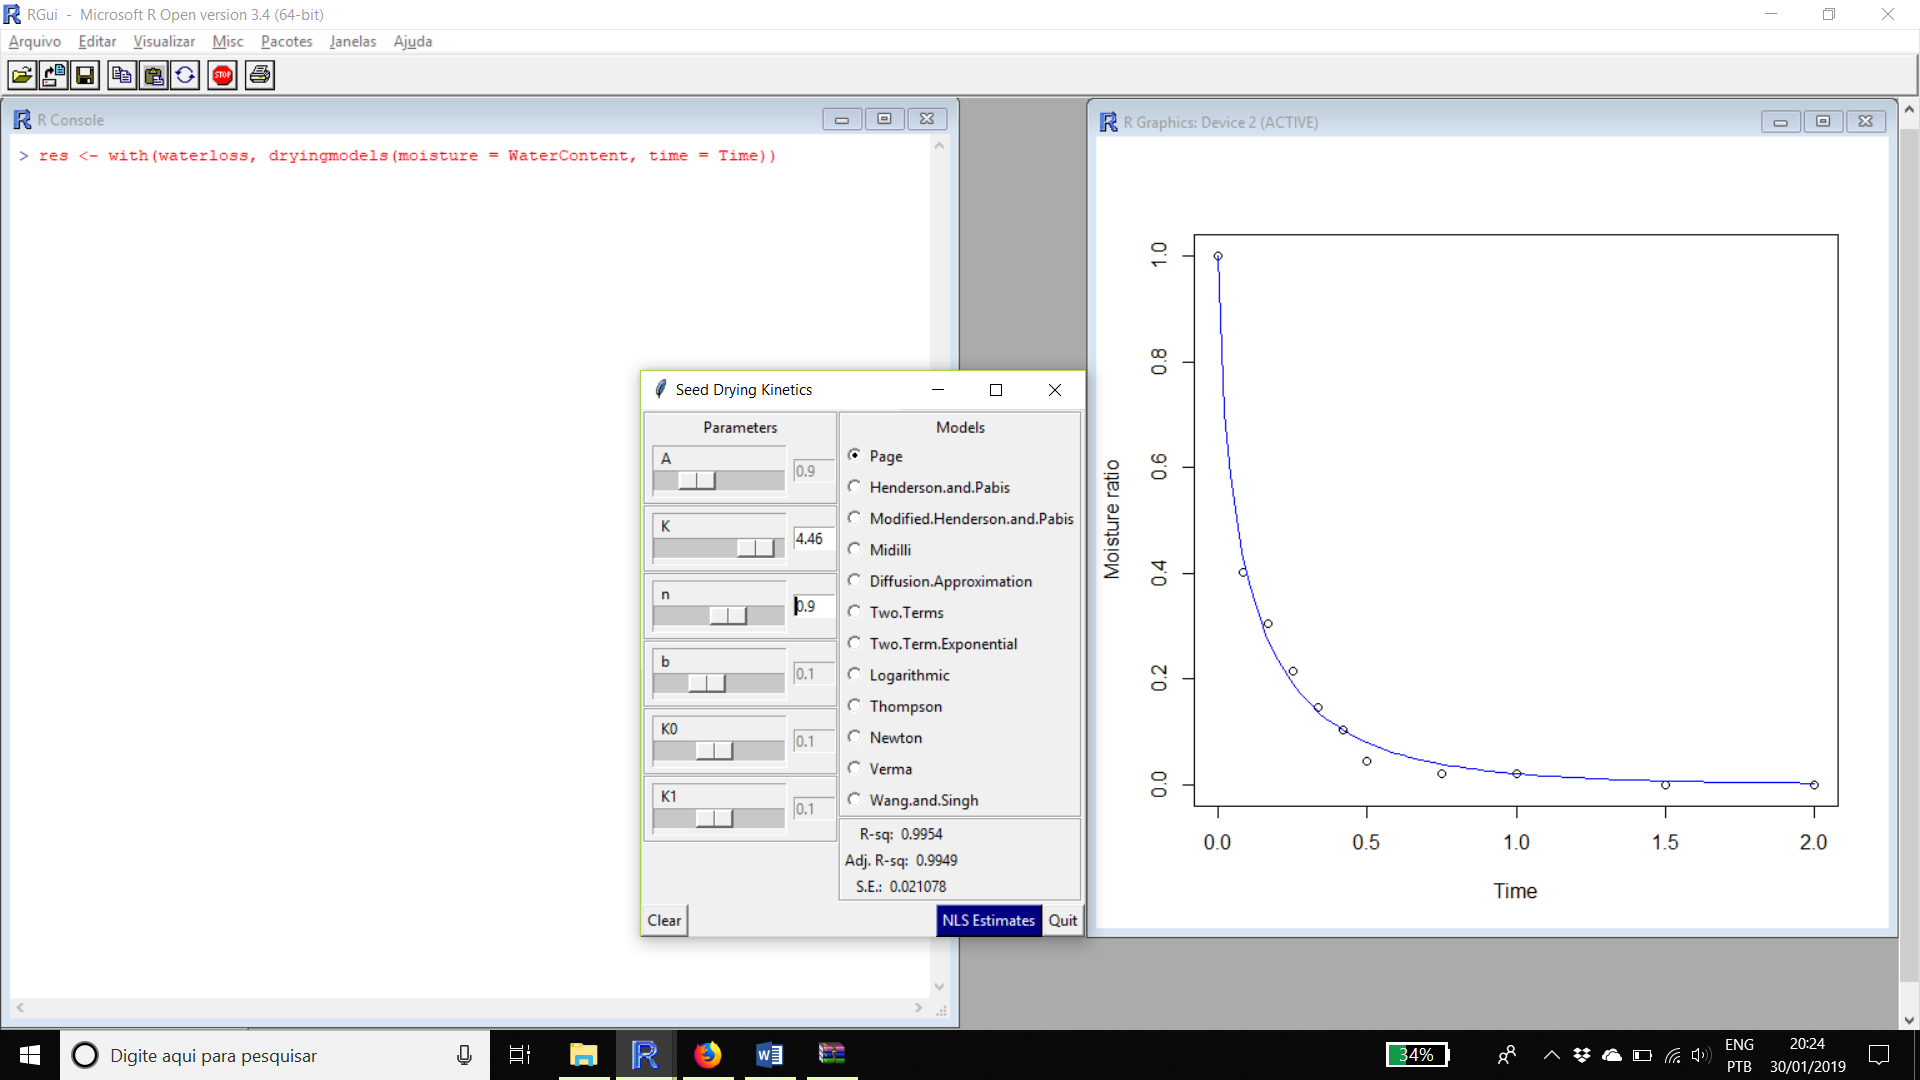 RGui - Microsoft R Open version 3.4 (64-bit)
Arquivo Editar Visualizar Misc Pacotes Janelas Ajuda
STOP
R Console
> res <- with(waterloss, dryingmodels(moisture = WaterContent, time = Time))
R Graphics: Device 2 (ACTIVE)
Moisture ratio
1.0
0.8
0.6
0.4
0.2
0.0
0.0 0.5 1.0 1.5 2.0
Time
Seed Drying Kinetics
Parameters
A
0.9
K
4.46
n
0.9
b
0.1
K0
0.1
K1
0.1
Models
Page
Henderson.and.Pabis
Modified.Henderson.and.Pabis
Midilli
Diffusion.Approximation
Two.Terms
Two.Term.Exponential
Logarithmic
Thompson
Newton
Verma
Wang.and.Singh
R-sq: 0.9954
Adj. R-sq: 0.9949
S.E.: 0.021078
Clear
NLS Estimates
Quit
Digite aqui para pesquisar
34%
ENG
PTB
20:24
30/01/2019